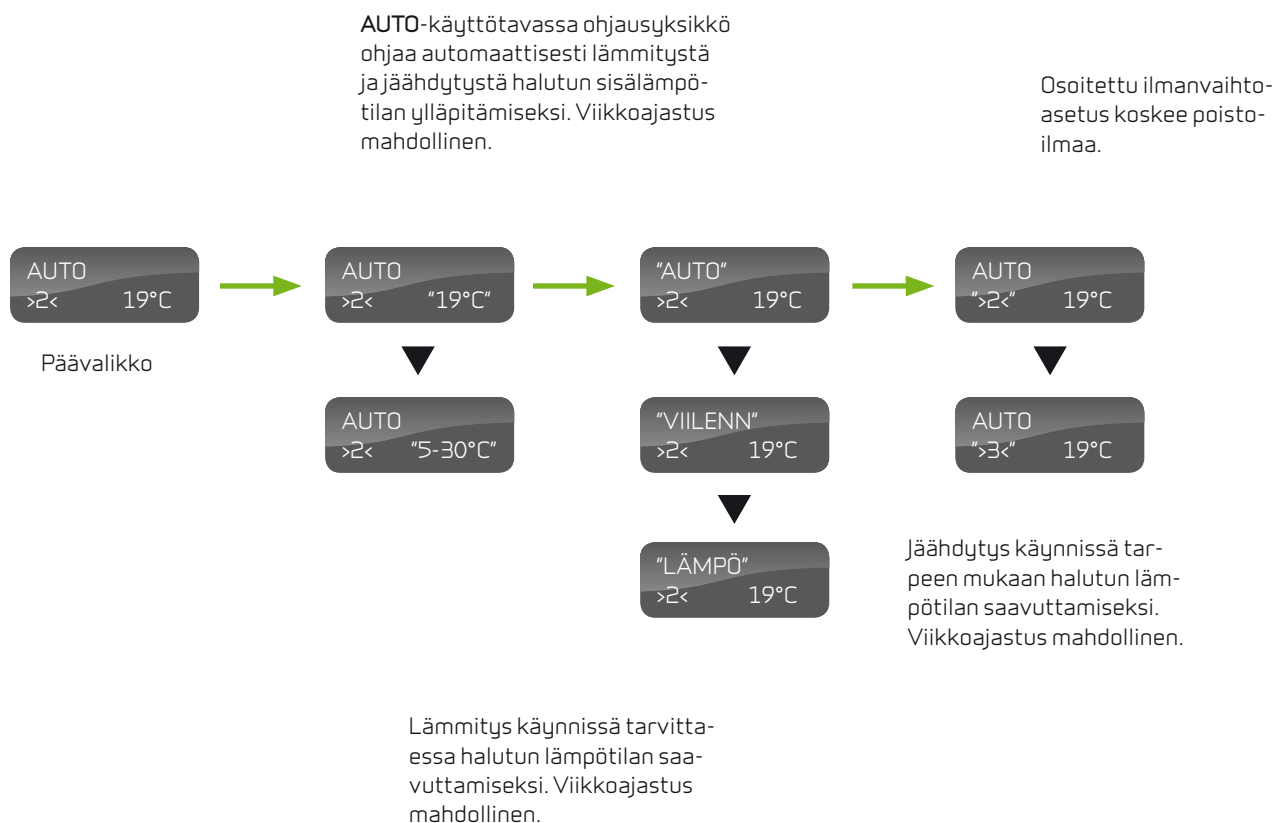 AUTO-käyttötavassa ohjausyksikkö
ohjaa automaattisesti lämmitystä
ja jäähdytystä halutun sisälämpö-
tilan ylläpitämiseksi. Viikkoajastus
mahdollinen.
Osoitettu ilmanvaihto-
asetus koskee poisto-
ilmaa.
AUTO
>2< 19°C
Päävalikko
AUTO
>2< "19°C"
"AUTO"
>2< 19°C
AUTO
">2<" 19°C
AUTO
>2< "5-30°C"
"VIILENN"
>2< 19°C
AUTO
">3<" 19°C
"LÄMPÖ"
>2< 19°C
Jäähdytys käynnissä tar-
peen mukaan halutun läm-
pötilan saavuttamiseksi.
Viikkoajastus mahdollinen.
Lämmitys käynnissä tarvitta-
essa halutun lämpötilan saa-
vuttamiseksi. Viikkoajastus
mahdollinen.